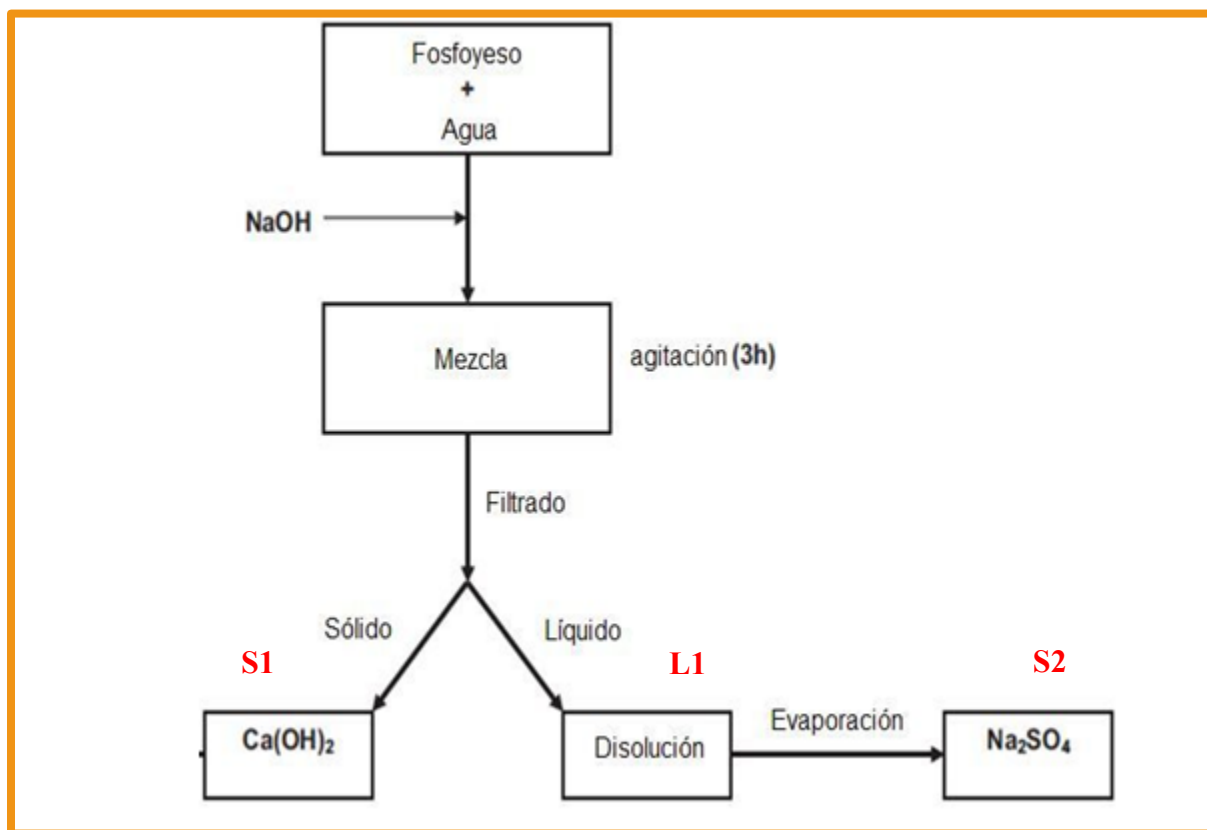 Fosfoyeso
+
Agua
NaOH
Mezcla
agitación (3h)
Filtrado
Sólido
Líquido
S1
L1
S2
Ca(OH)₂
Disolución
Evaporación
Na₂SO₄